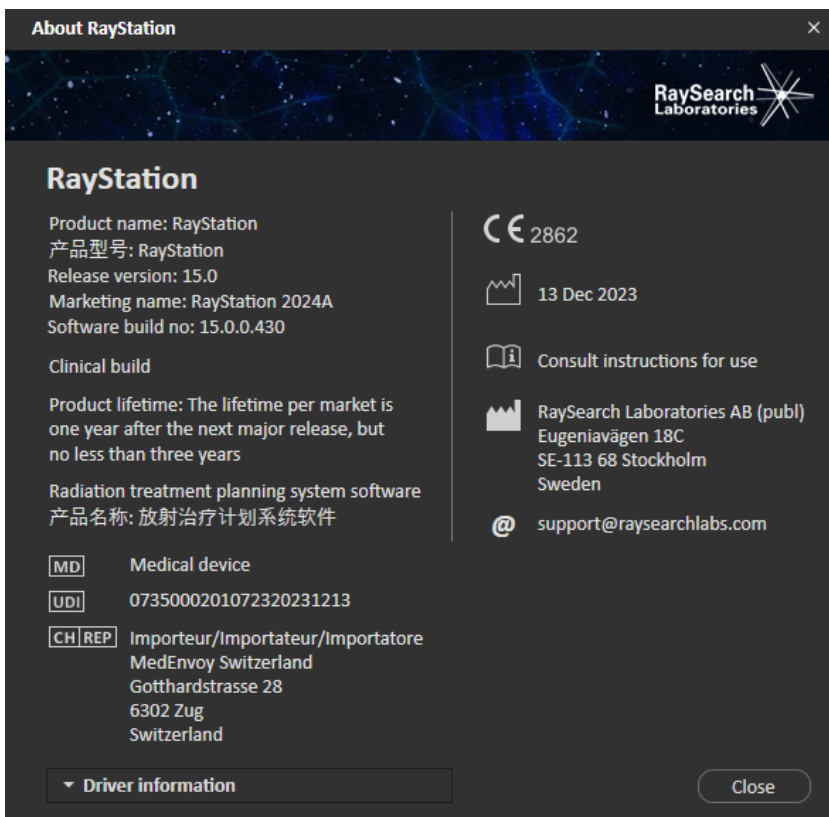 About RayStation
RaySearch
Laboratories
RayStation
Product name: RayStation
产品型号: RayStation
Release version: 15.0
Marketing name: RayStation 2024A
Software build no: 15.0.0.430
Clinical build
Product lifetime: The lifetime per market is
one year after the next major release, but
no less than three years
Radiation treatment planning system software
产品名称: 放射治疗计划系统软件
MD Medical device
UDI 0735000201072320231213
CH REP Importeur/Importateur/Importatore
MedEnvoy Switzerland
Gotthardstrasse 28
6302 Zug
Switzerland
CE 2862
13 Dec 2023
i Consult instructions for use
RaySearch Laboratories AB (publ)
Eugeniavägen 18C
SE-113 68 Stockholm
Sweden
@ support@raysearchlabs.com
Driver information
Close